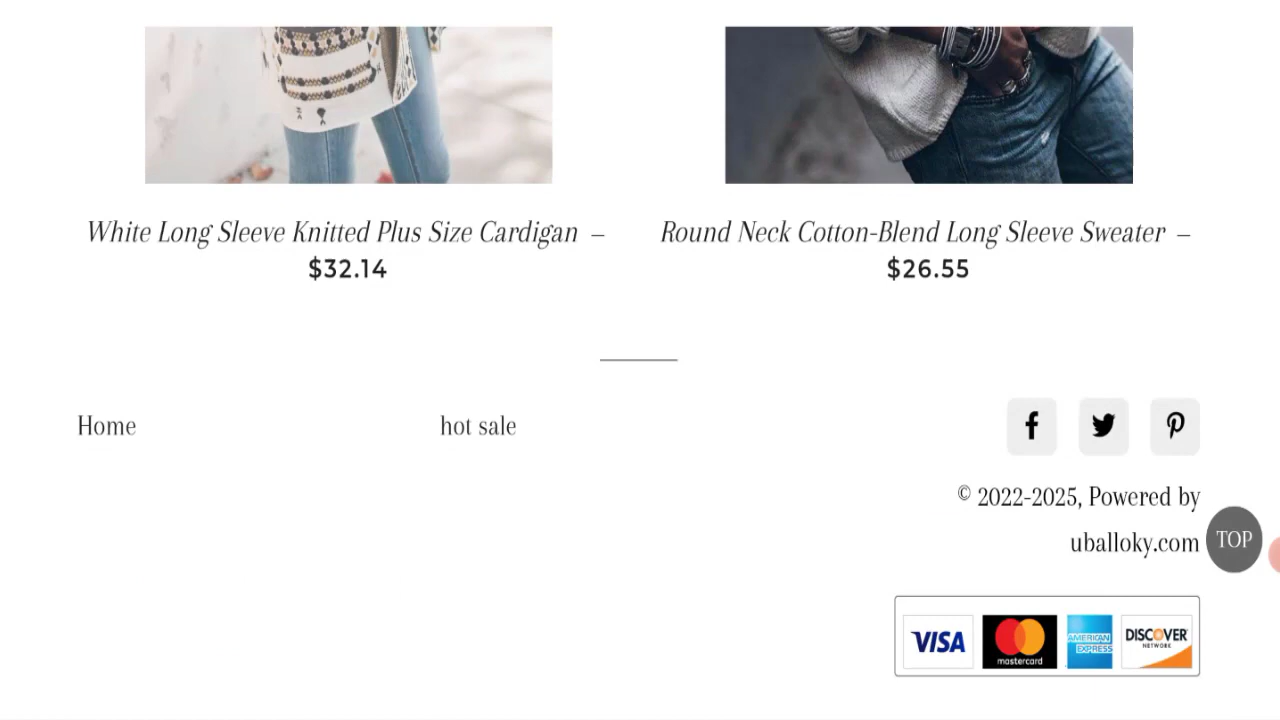 White Long Sleeve Knitted Plus Size Cardigan –
$32.14
Round Neck Cotton-Blend Long Sleeve Sweater –
$26.55
Home
hot sale
© 2022-2025, Powered by
uballoky.com
TOP
VISA
mastercard
AMERICAN
EXPRESS
DISCOVER
NETWORK